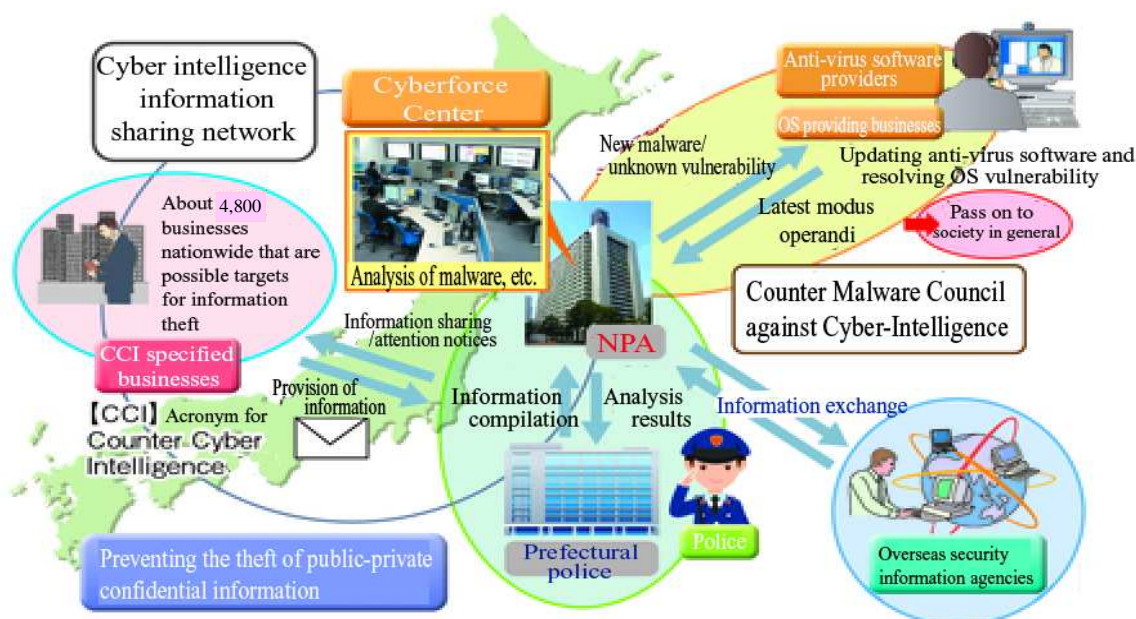 Cyber intelligence
information
sharing network
Cyberforce
Center
Analysis of malware, etc.
Anti-virus software
providers
OS providing businesses
New malware/
unknown vulnerability
Updating anti-virus software and
resolving OS vulnerability
Latest modus
operandi
Pass on to
society in general
Counter Malware Council
against Cyber-Intelligence
About 4,800
businesses
nationwide that are
possible targets
for information
theft
CCI specified
businesses
【CCI】 Acronym for
Counter Cyber
Intelligence.
Information sharing
/attention notices
Provision of
information
NPA
Information
compilation
Analysis
results
Information exchange
Prefectural
police
Police
Overseas security
information agencies
Preventing the theft of public-private
confidential information